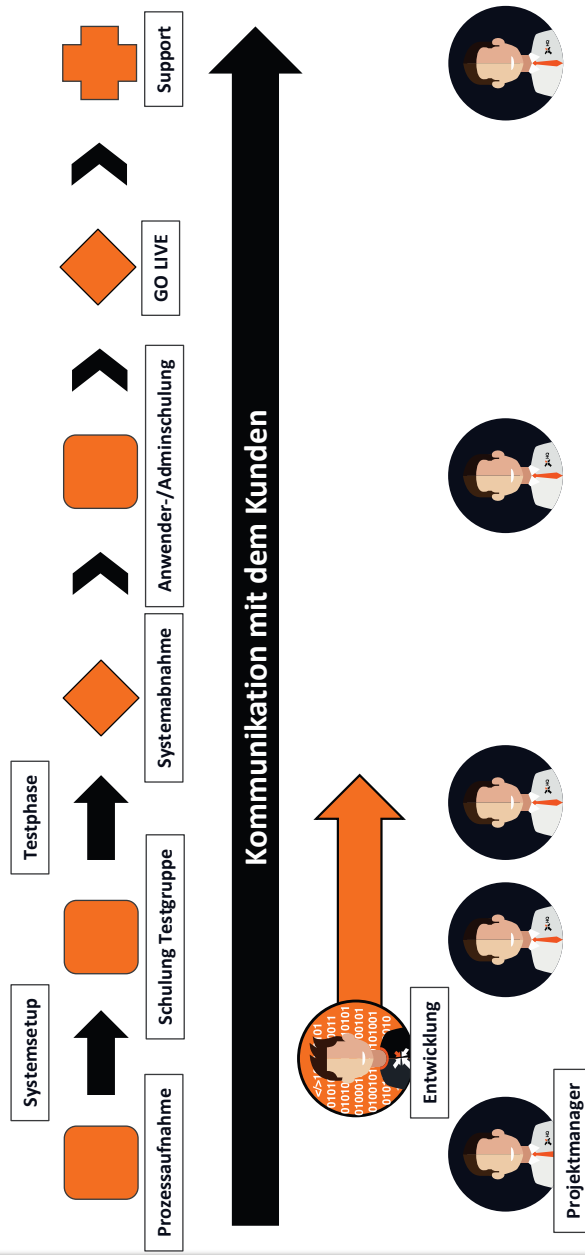 Systemsetup
Testphase
Prozessaufnahme
Schulung Testgruppe
Systemabnahme
Anwender-/Adminschulung
GO LIVE
Support
Kommunikation mit dem Kunden
Entwicklung
Projektmanager